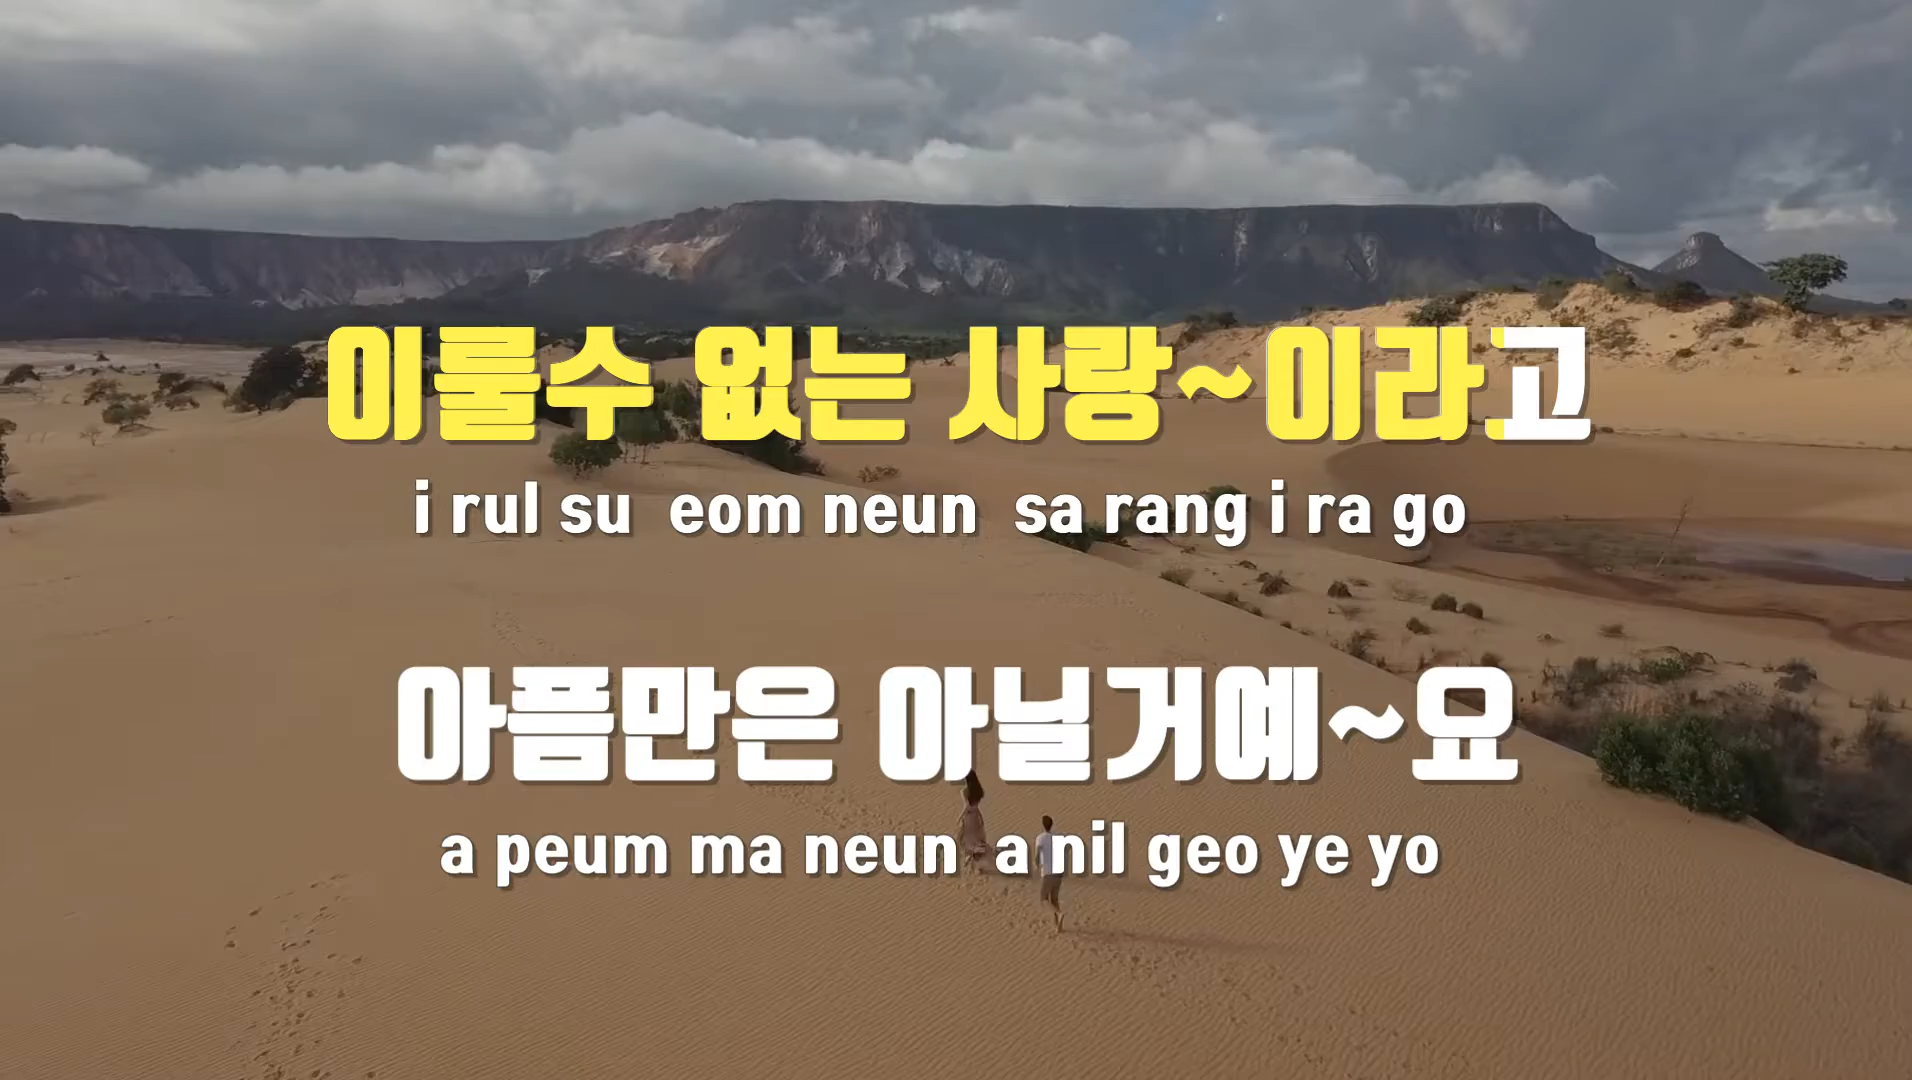 이룰수 없는 사랑~이라고
i rul su eom neun sa rang i ra go
아픔만은 아닐거예~요
a peum ma neun a nil geo ye yo